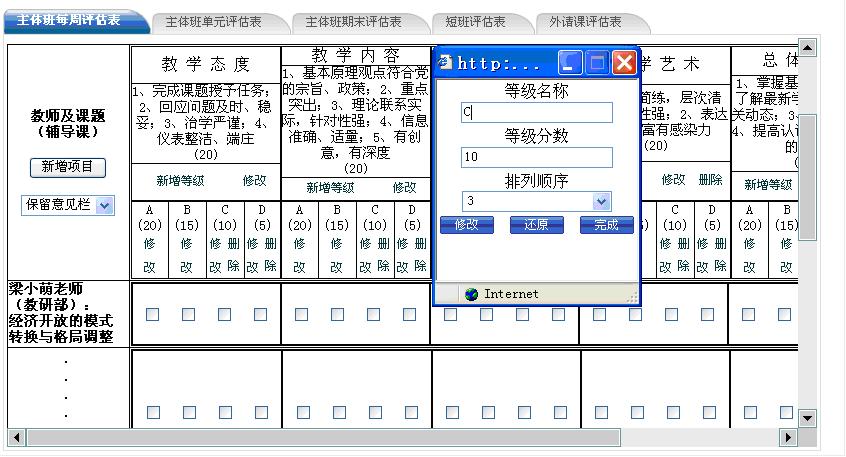 主体班每周评估表 主体班单元评估表 主体班期末评估表 短班评估表 外请课评估表
教师及课题
(辅导课)
新增项目
保留意见栏
教 学 态 度
1、完成课题授予任务;
2、回应问题及时、稳
妥;3、治学严谨;4、
仪表整洁、端庄
(20)
新增等级 修改
A B C D
(20) (15) (10) (5)
修 修 修 删 修 删
改 改 改 除 改 除
教 学 内 容
1、基本原理观点符合党
的宗旨、政策;2、重点
突出;3、理论联系实
际,针对性强;4、信息
准确、适量;5、有创
意,有深度
(20)
新增等级 修改
A B C D
(20) (15) (10) (5)
修 修 修 删 修 删
改 改 改 除 改 除
http:...
等级名称
C
等级分数
10
排列顺序
3
修改 还原 完成
Internet
学 艺 术
简练,层次清
性强;2、表达
富有感染力
(20)
修改 删除
C D
(10) (5)
修 删 修 删
改 除 改 除
总 体
1、掌握基
了解最新学
关动态;3
4、提高认
的
(20
新增等级
A B
(20) (15)
修 修
改 改
梁小萌老师
(教研部):
经济开放的模式
转换与格局调整